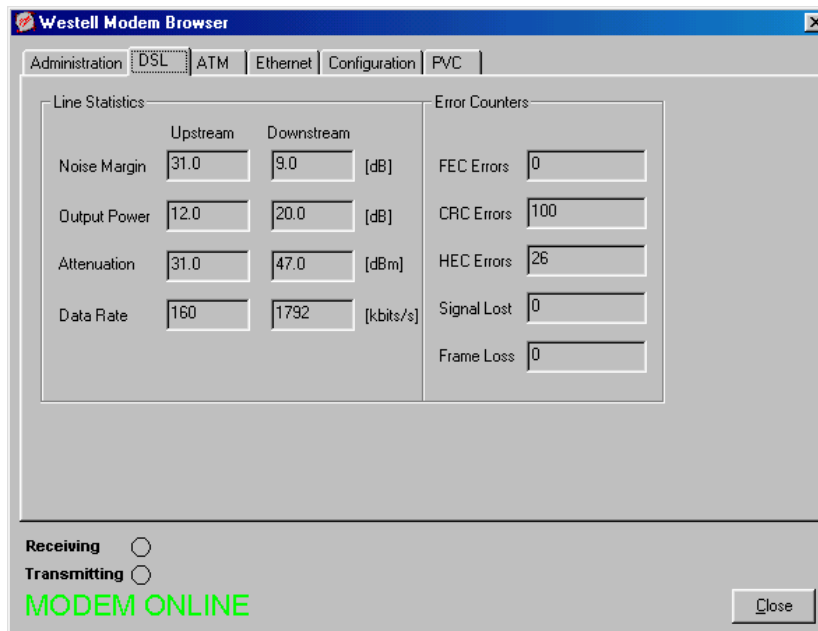 Westell Modem Browser
Administration DSL ATM Ethernet Configuration PVC
Line Statistics
Upstream Downstream
Noise Margin 31.0 9.0 [dB]
Output Power 12.0 20.0 [dB]
Attenuation 31.0 47.0 [dBm]
Data Rate 160 1792 [kbits/s]
Error Counters
FEC Errors 0
CRC Errors 100
HEC Errors 26
Signal Lost 0
Frame Loss 0
Receiving
Transmitting
MODEM ONLINE
Close